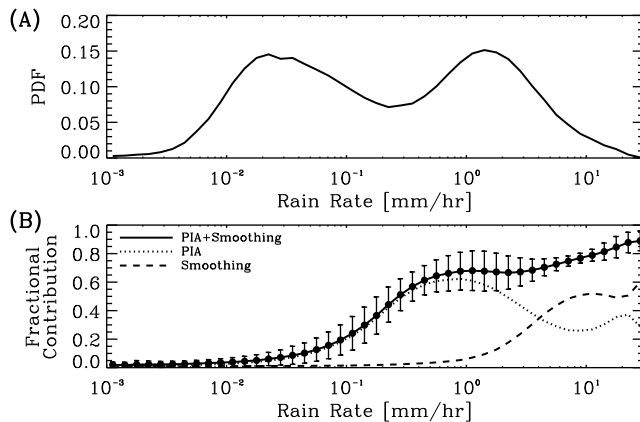 (A)
0.20
0.15
0.10
0.05
0.00
PDF
10⁻³ 10⁻² 10⁻¹ 10⁰ 10¹
Rain Rate [mm/hr]
(B)
1.0
0.8
0.6
0.4
0.2
0.0
Fractional
Contribution
PIA+Smoothing
PIA
Smoothing
10⁻³ 10⁻² 10⁻¹ 10⁰ 10¹
Rain Rate [mm/hr]